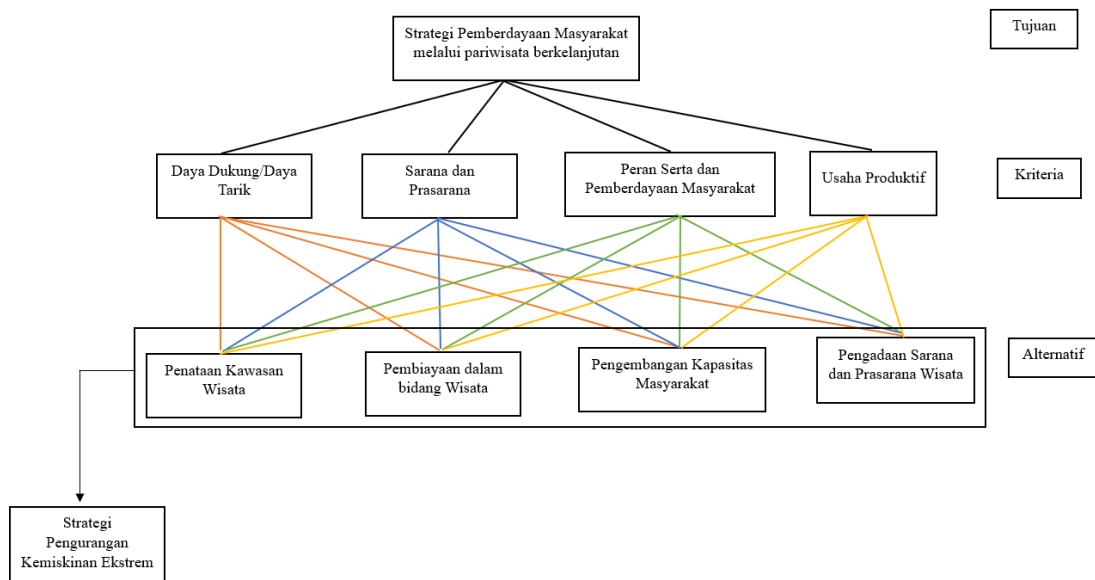 Strategi Pemberdayaan Masyarakat
melalui pariwisata berkelanjutan
Tujuan
Daya Dukung/Daya
Tarik
Sarana dan
Prasarana
Peran Serta dan
Pemberdayaan Masyarakat
Usaha Produktif
Kriteria
Penataan Kawasan
Wisata
Pembiayaan dalam
bidang Wisata
Pengembangan Kapasitas
Masyarakat
Pengadaan Sarana
dan Prasarana Wisata
Alternatif
Strategi
Pengurangan
Kemiskinan Ekstrem